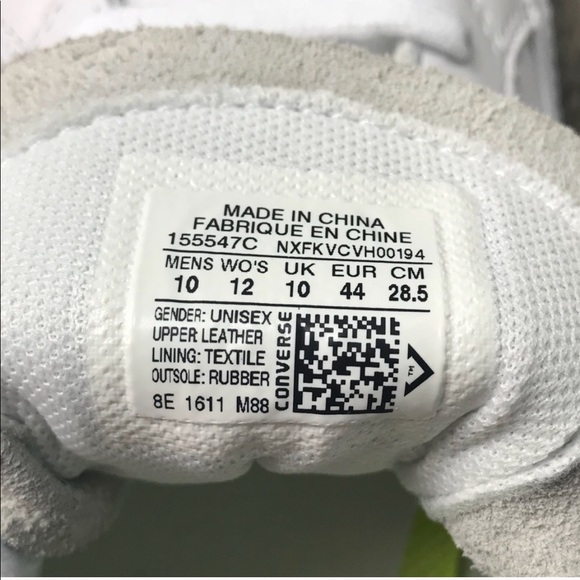 MADE IN CHINA
FABRIQUE EN CHINE
155547C NXFKVCVH00194
MENS WO'S UK EUR CM
10 12 10 44 28.5
GENDER: UNISEX
UPPER LEATHER
LINING: TEXTILE
OUTSOLE: RUBBER
8E 1611 M88
CONVERSE
TM